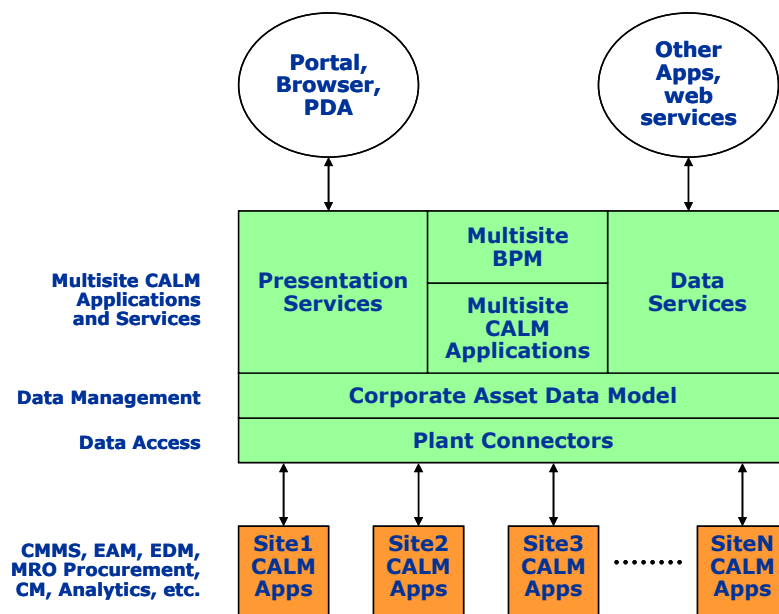 Portal,
Browser,
PDA
Other
Apps,
web
services
Multisite CALM
Applications
and Services
Presentation
Services
Multisite
BPM
Multisite
CALM
Applications
Data
Services
Data Management
Corporate Asset Data Model
Data Access
Plant Connectors
CMMS, EAM, EDM,
MRO Procurement,
CM, Analytics, etc.
Site1
CALM
Apps
Site2
CALM
Apps
Site3
CALM
Apps
SiteN
CALM
Apps